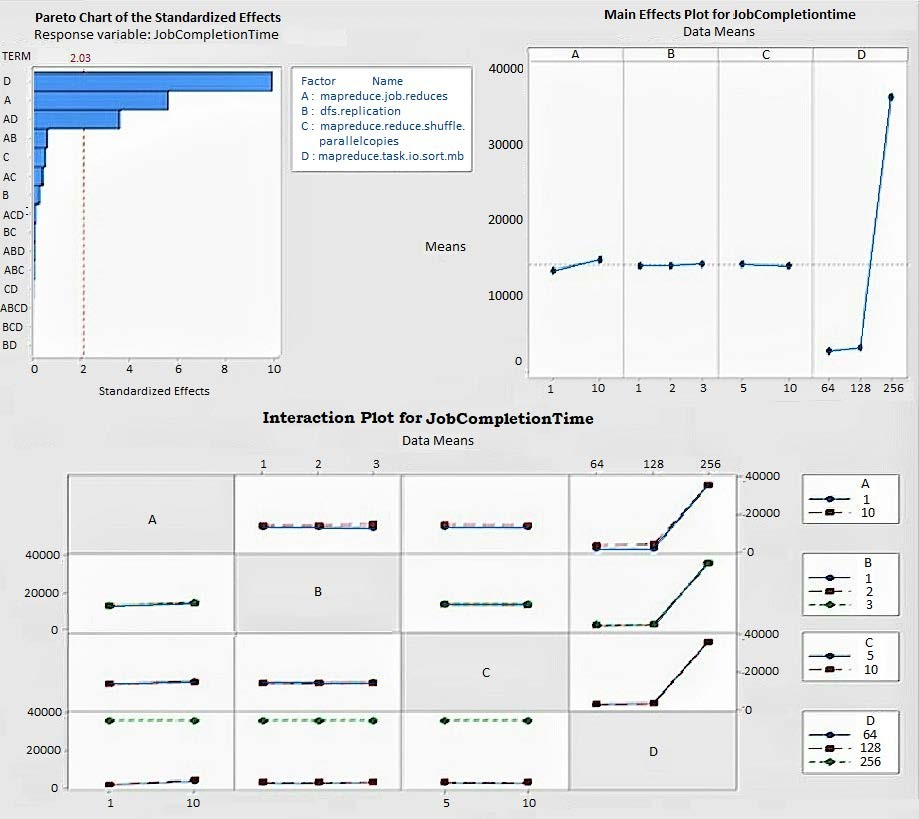 Pareto Chart of the Standardized Effects
Response variable: JobCompletionTime
TERM 2.03
D
A
AD
AB
C
AC
B
ACD
BC
ABD
ABC
CD
ABCD
BCD
BD
0 2 4 6 8 10
Standardized Effects
Factor Name
A : mapreduce.job.reduces
B : dfs.replication
C : mapreduce.reduce.shuffle.
parallelcopies
D : mapreduce.task.io.sort.mb
Main Effects Plot for JobCompletiontime
Data Means
A B C D
40000
30000
20000
10000
0
Means
1 10 1 2 3 5 10 64 128 256
Interaction Plot for JobCompletionTime
Data Means
1 2 3 64 128 256
A
40000
20000
0
A
1
10
40000
20000
0
B
B
1
2
3
C
40000
20000
0
C
5
10
40000
20000
0
D
D
64
128
256
1 10 5 10